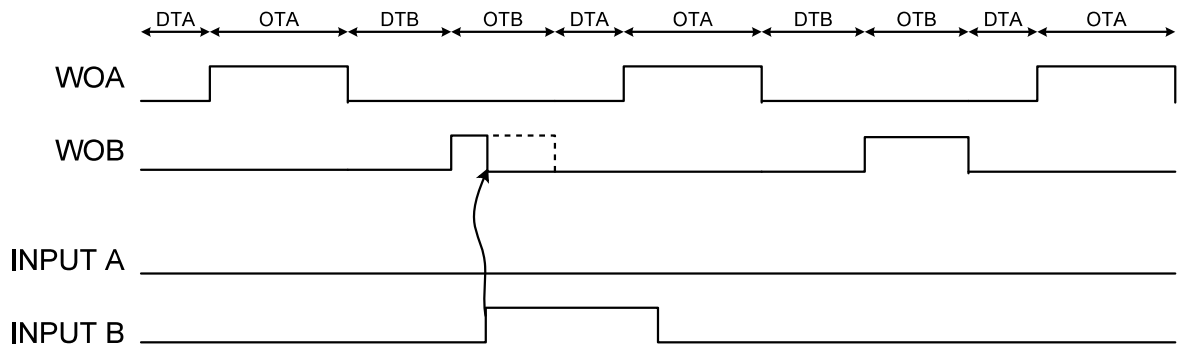 DTA OTA DTB OTB DTA OTA DTB OTB DTA OTA
WOA
WOB
INPUT A
INPUT B